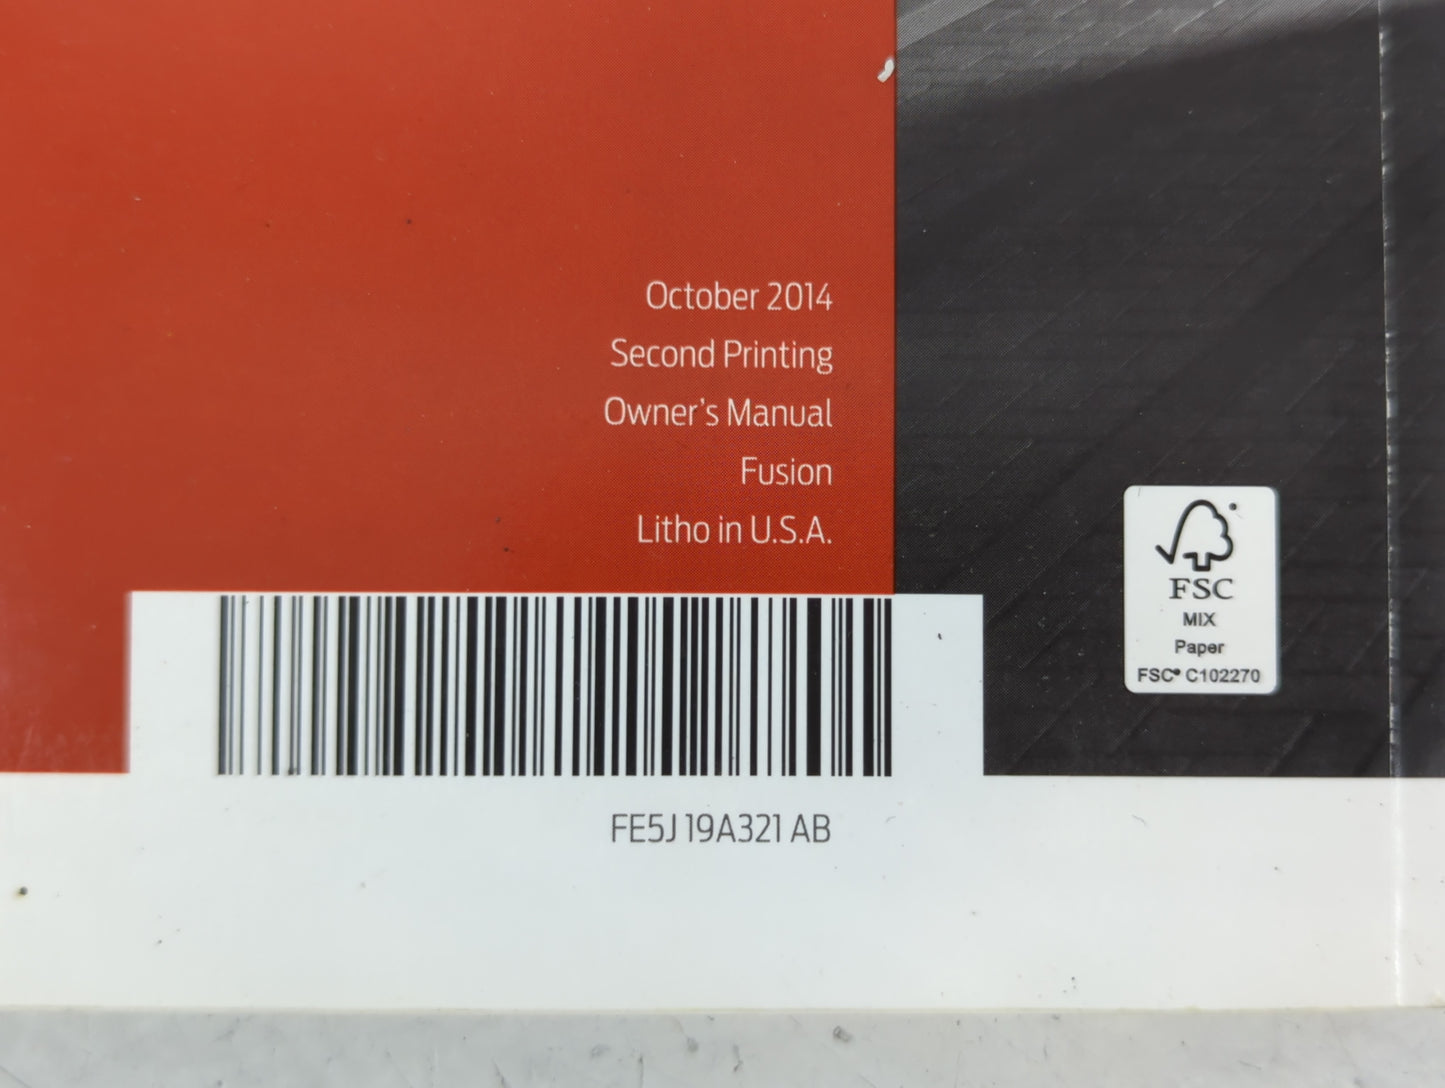 October 2014
Second Printing
Owner's Manual
Fusion
Litho in U.S.A.
FE5J 19A321 AB
FSC
MIX
Paper
FSC® C102270